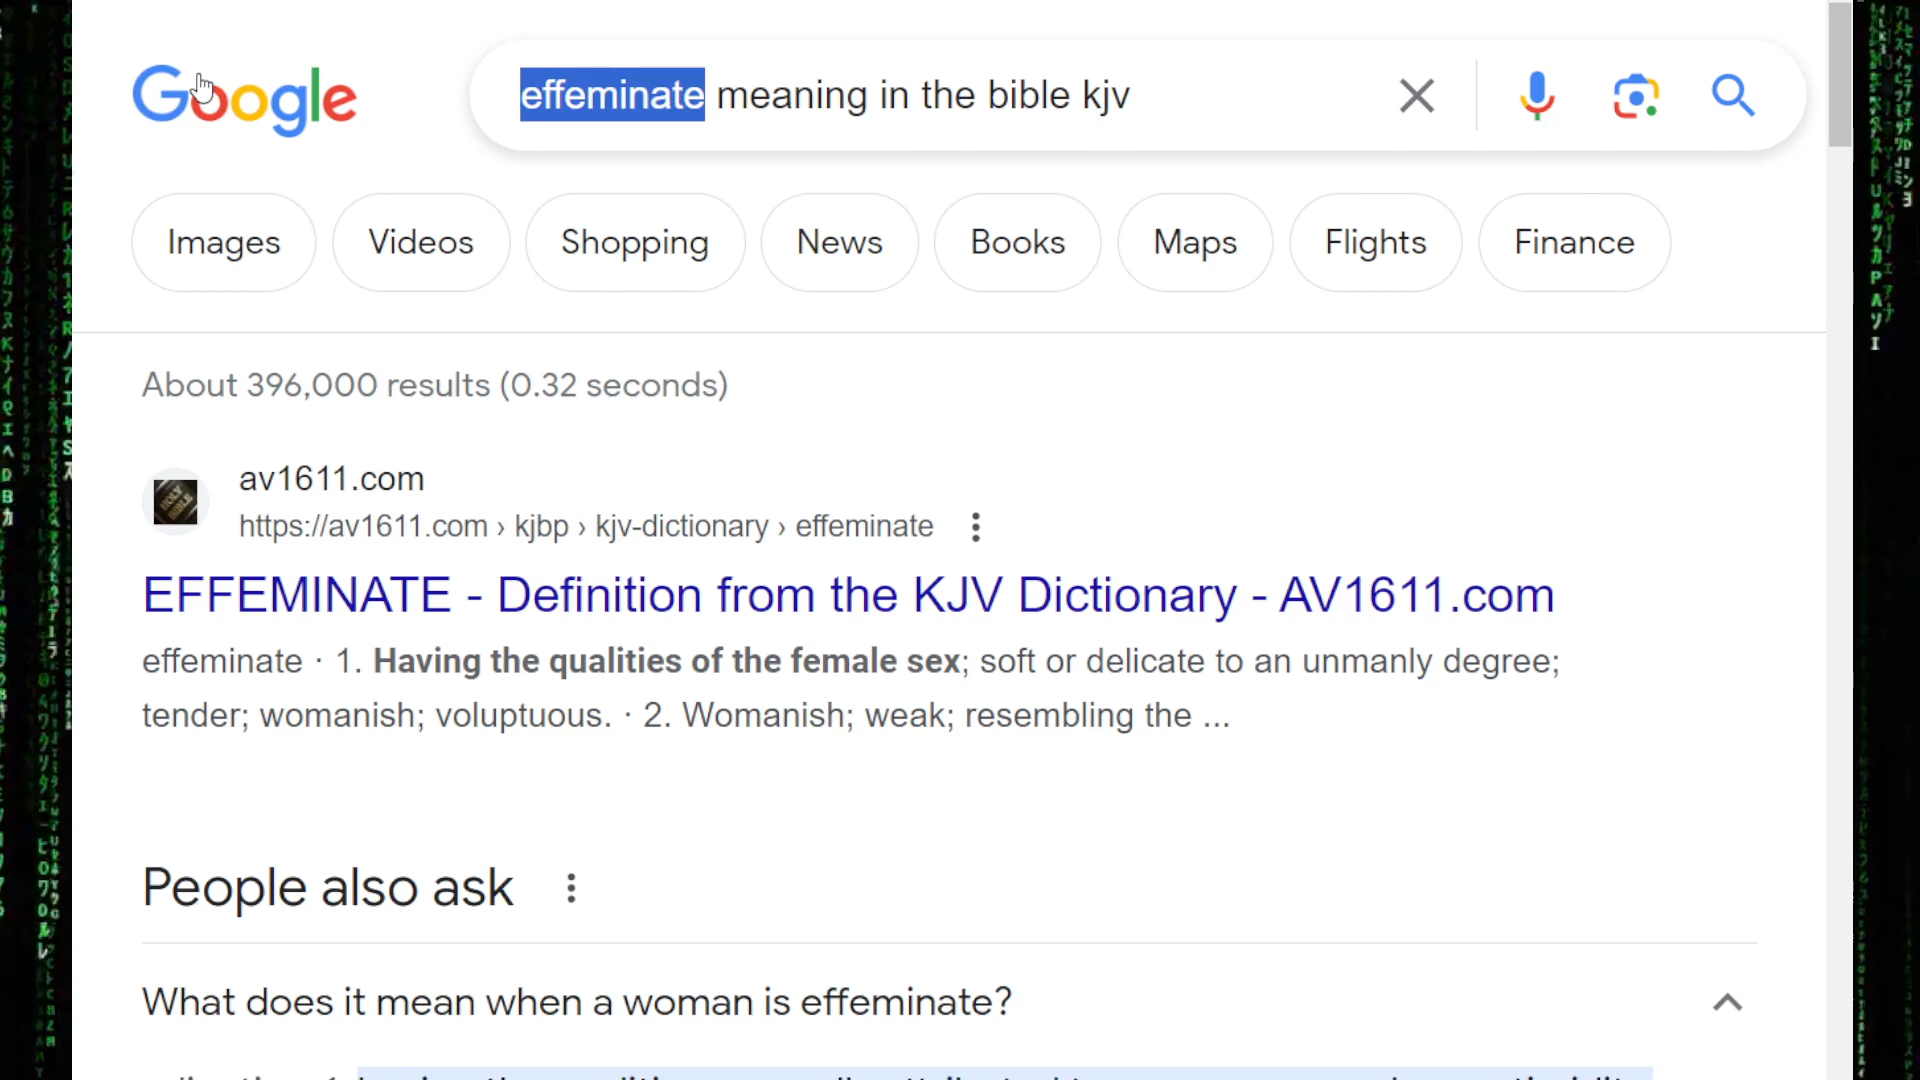 Google
effeminate meaning in the bible kjv
Images Videos Shopping News Books Maps Flights Finance
About 396,000 results (0.32 seconds)
av1611.com
https://av1611.com › kjbp › kjv-dictionary › effeminate
EFFEMINATE - Definition from the KJV Dictionary - AV1611.com
effeminate · 1. Having the qualities of the female sex; soft or delicate to an unmanly degree;
tender; womanish; voluptuous. · 2. Womanish; weak; resembling the ...
People also ask
What does it mean when a woman is effeminate?